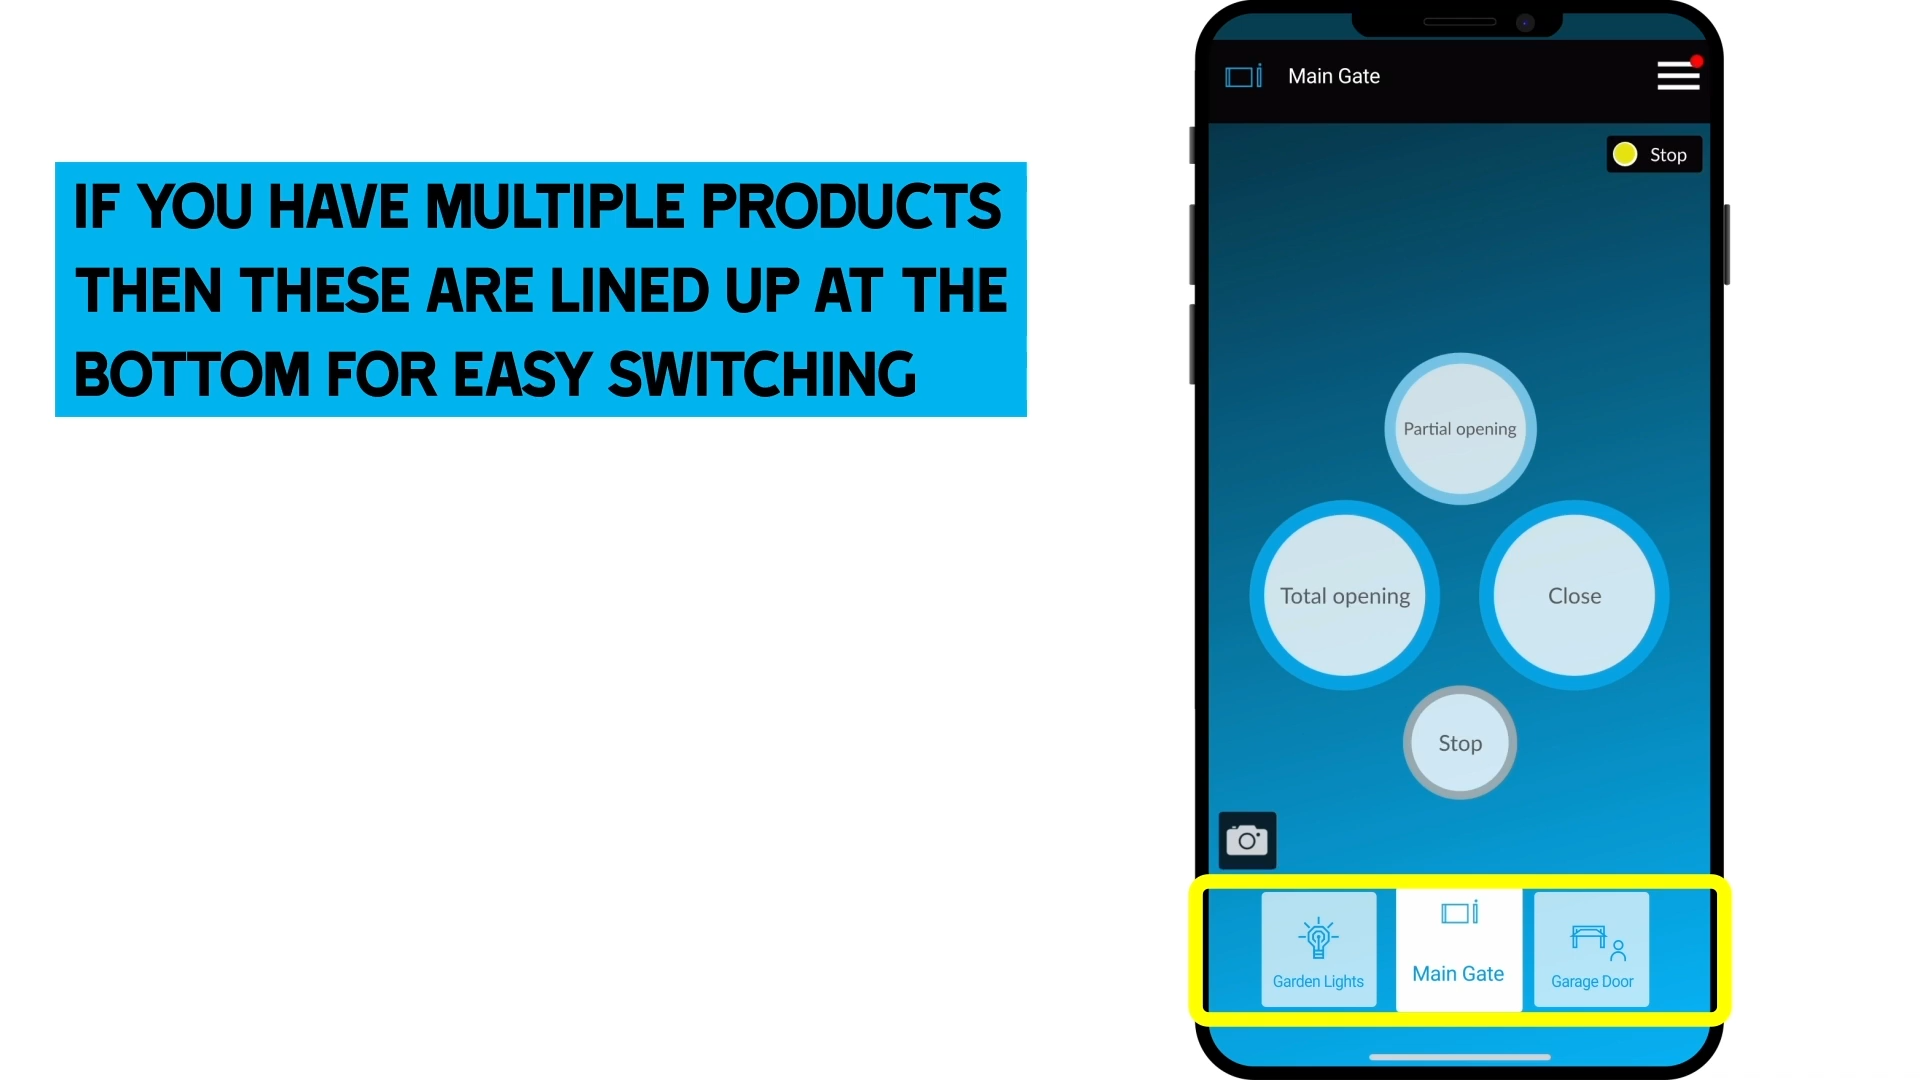 IF YOU HAVE MULTIPLE PRODUCTS
THEN THESE ARE LINED UP AT THE
BOTTOM FOR EASY SWITCHING
Main Gate
Stop
Partial opening
Total opening
Close
Stop
Garden Lights
Main Gate
Garage Door